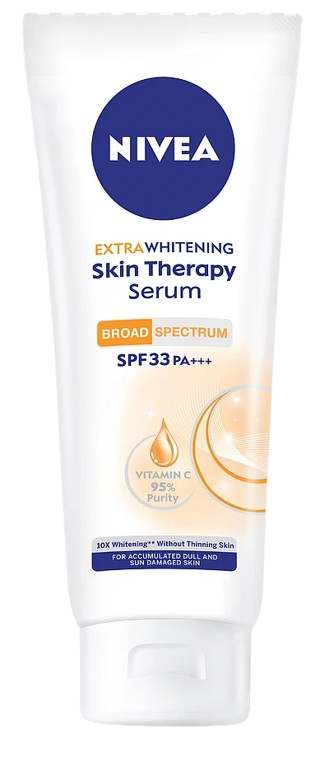 NIVEA
EXTRAWHITENING
Skin Therapy
Serum
BROAD SPECTRUM
SPF33 PA+++
VITAMIN C
95%
Purity
10X Whitening** Without Thinning Skin
FOR ACCUMULATED DULL AND
SUN DAMAGED SKIN